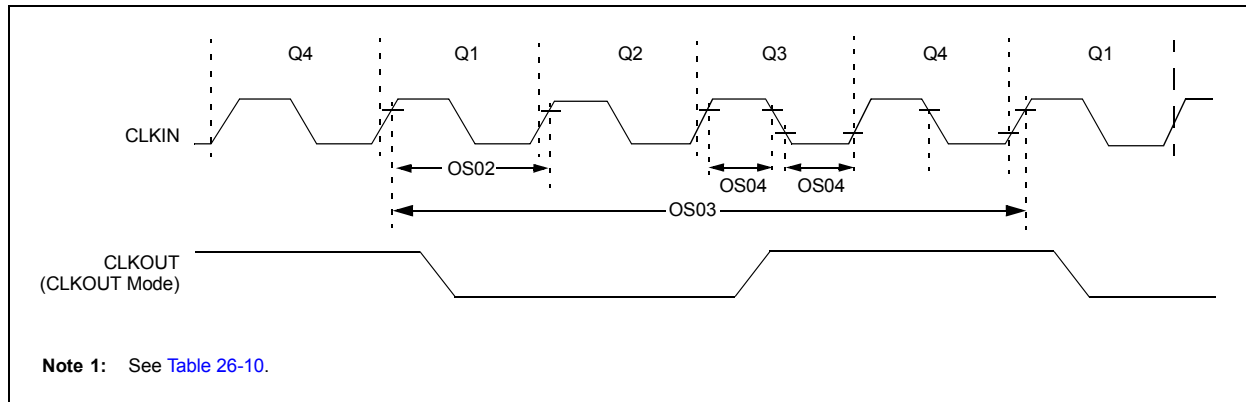 Q4 Q1 Q2 Q3 Q4 Q1
CLKIN
OS02
OS04 OS04
OS03
CLKOUT
(CLKOUT Mode)
Note 1: See Table 26-10.